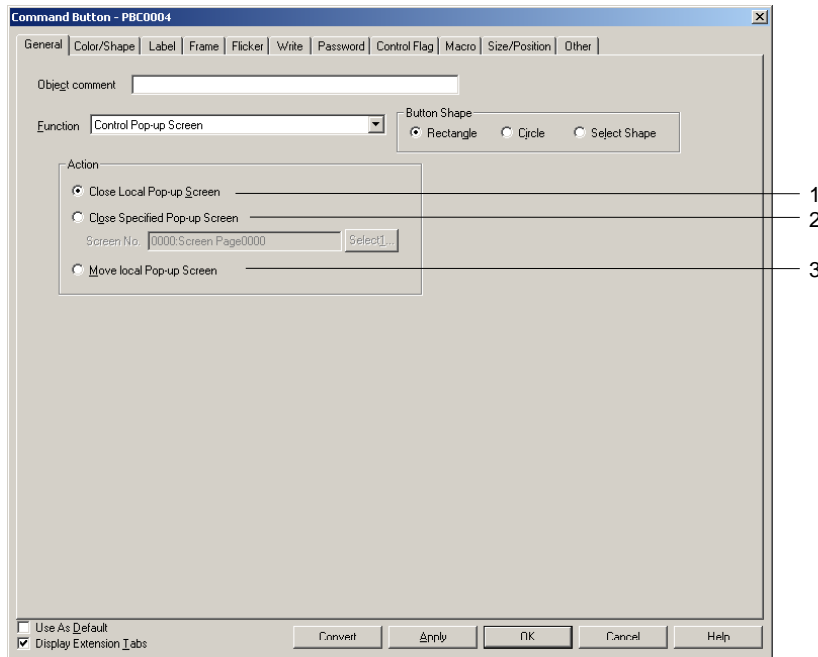 Command Button - PBC0004
General Color/Shape Label Frame Flicker Write Password Control Flag Macro Size/Position Other
Object comment
Function Control Pop-up Screen
Button Shape
Rectangle Circle Select Shape
Action
Close Local Pop-up Screen 1
Close Specified Pop-up Screen 2
Screen No. 0000:Screen Page0000 Select1...
Move local Pop-up Screen 3
Use As Default
Display Extension Tabs
Convert Apply OK Cancel Help